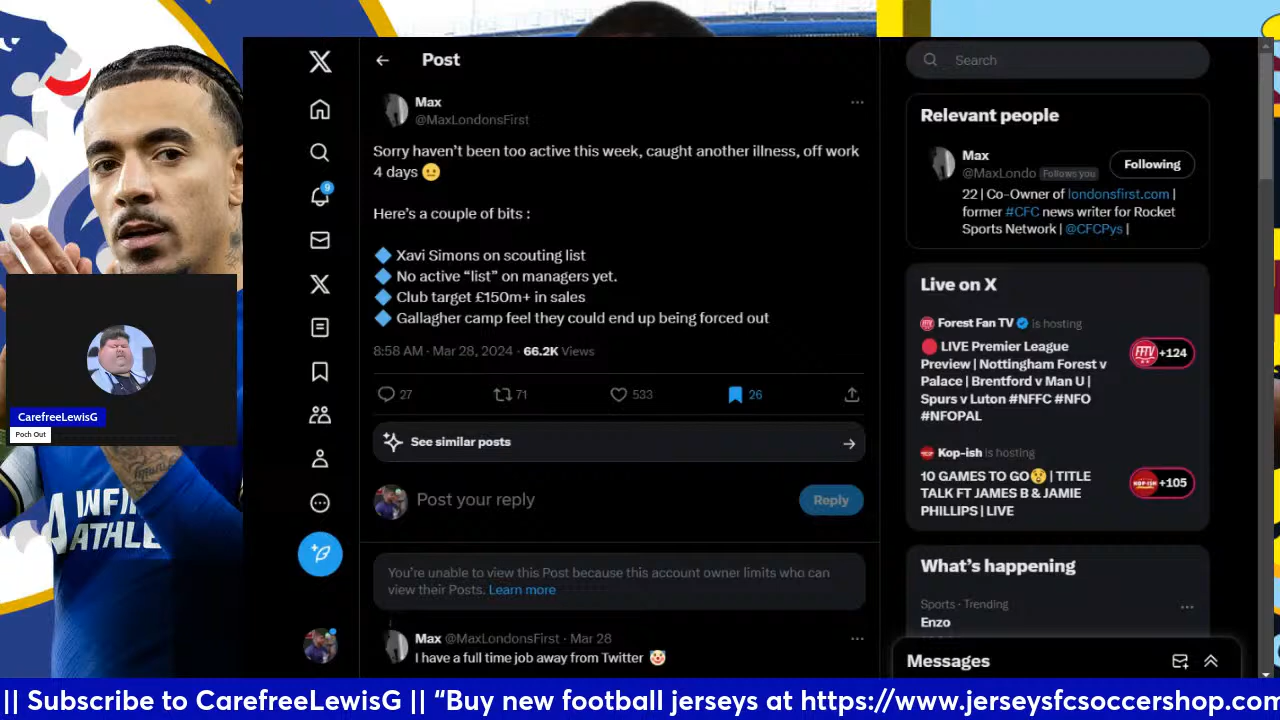 Post
Search
Max
@MaxLondonsFirst
Sorry haven't been too active this week, caught another illness, off work
4 days 😐
Here's a couple of bits :
🔷 Xavi Simons on scouting list
🔷 No active “list” on managers yet.
🔷 Club target £150m+ in sales
🔷 Gallagher camp feel they could end up being forced out
8:58 AM · Mar 28, 2024 · 66.2K Views
27 71 533 26
See similar posts
Post your reply
Reply
You're unable to view this Post because this account owner limits who can
view their Posts. Learn more
Max @MaxLondonsFirst · Mar 28
I have a full time job away from Twitter 🤡
9
Relevant people
Max
@MaxLondo Follows you
Following
22 | Co-Owner of londonsfirst.com |
former #CFC news writer for Rocket
Sports Network | @CFCPys |
Live on X
Forest Fan TV is hosting
🔴 LIVE Premier League
Preview | Nottingham Forest v
Palace | Brentford v Man U |
Spurs v Luton #NFFC #NFO
#NFOPAL
FFTV +124
Kop-ish is hosting
10 GAMES TO GO😲 | TITLE
TALK FT JAMES B & JAMIE
PHILLIPS | LIVE
KOP-ISH +105
What's happening
Sports · Trending
Enzo
Messages
CarefreeLewisG
Poch Out
INFI
ATHLE
|| Subscribe to CarefreeLewisG || “Buy new football jerseys at https://www.jerseysfcsoccershop.con